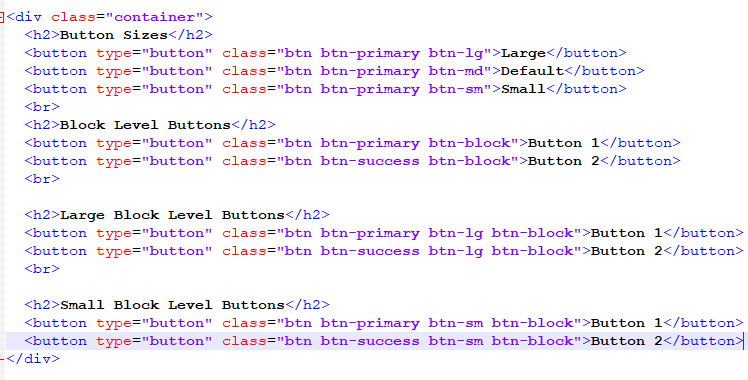 <div class="container">
<h2>Button Sizes</h2>
<button type="button" class="btn btn-primary btn-lg">Large</button>
<button type="button" class="btn btn-primary btn-md">Default</button>
<button type="button" class="btn btn-primary btn-sm">Small</button>
<br>
<h2>Block Level Buttons</h2>
<button type="button" class="btn btn-primary btn-block">Button 1</button>
<button type="button" class="btn btn-success btn-block">Button 2</button>
<br>
<h2>Large Block Level Buttons</h2>
<button type="button" class="btn btn-primary btn-lg btn-block">Button 1</button>
<button type="button" class="btn btn-success btn-lg btn-block">Button 2</button>
<br>
<h2>Small Block Level Buttons</h2>
<button type="button" class="btn btn-primary btn-sm btn-block">Button 1</button>
<button type="button" class="btn btn-success btn-sm btn-block">Button 2</button>
</div>